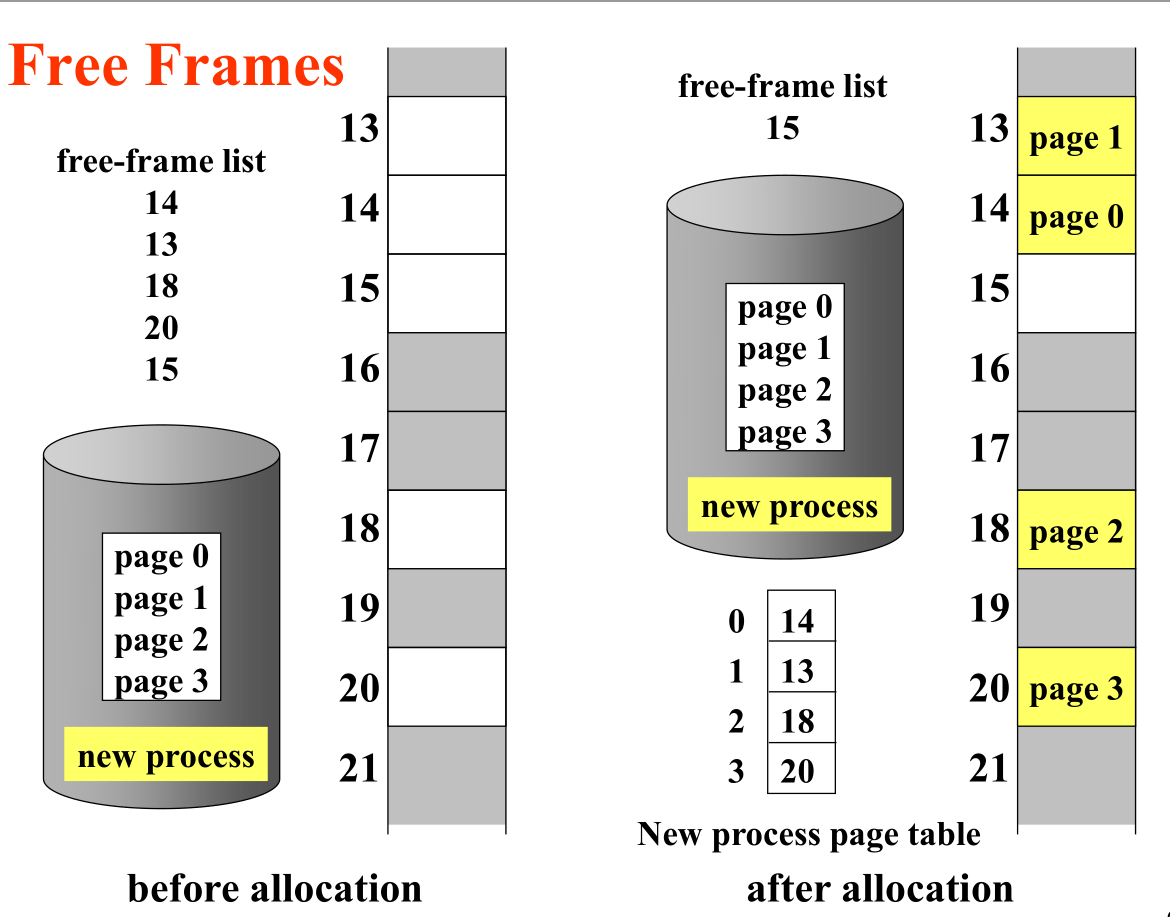 Free Frames
free-frame list
14
13
18
20
15
page 0
page 1
page 2
page 3
new process
13
14
15
16
17
18
19
20
21
before allocation
free-frame list
15
page 0
page 1
page 2
page 3
new process
0 14
1 13
2 18
3 20
New process page table
13 page 1
14 page 0
15
16
17
18 page 2
19
20 page 3
21
after allocation